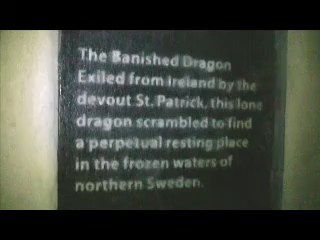 The Banished Dragon
Exiled from Ireland by the
devout St. Patrick, this lone
dragon scrambled to find
a perpetual resting place
in the frozen waters of
northern Sweden.